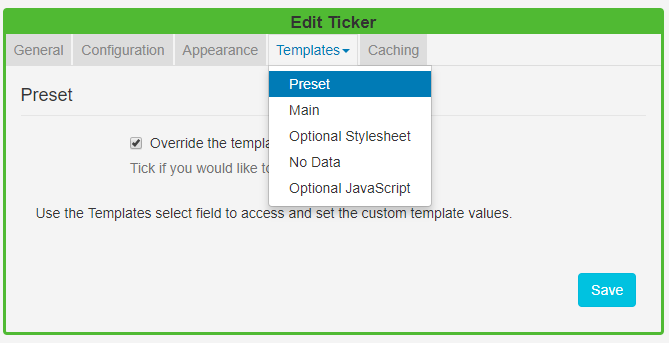 Edit Ticker
General Configuration Appearance Templates Caching
Preset
Main
Optional Stylesheet
No Data
Optional JavaScript
Preset
Override the templa
Tick if you would like to
Use the Templates select field to access and set the custom template values.
Save